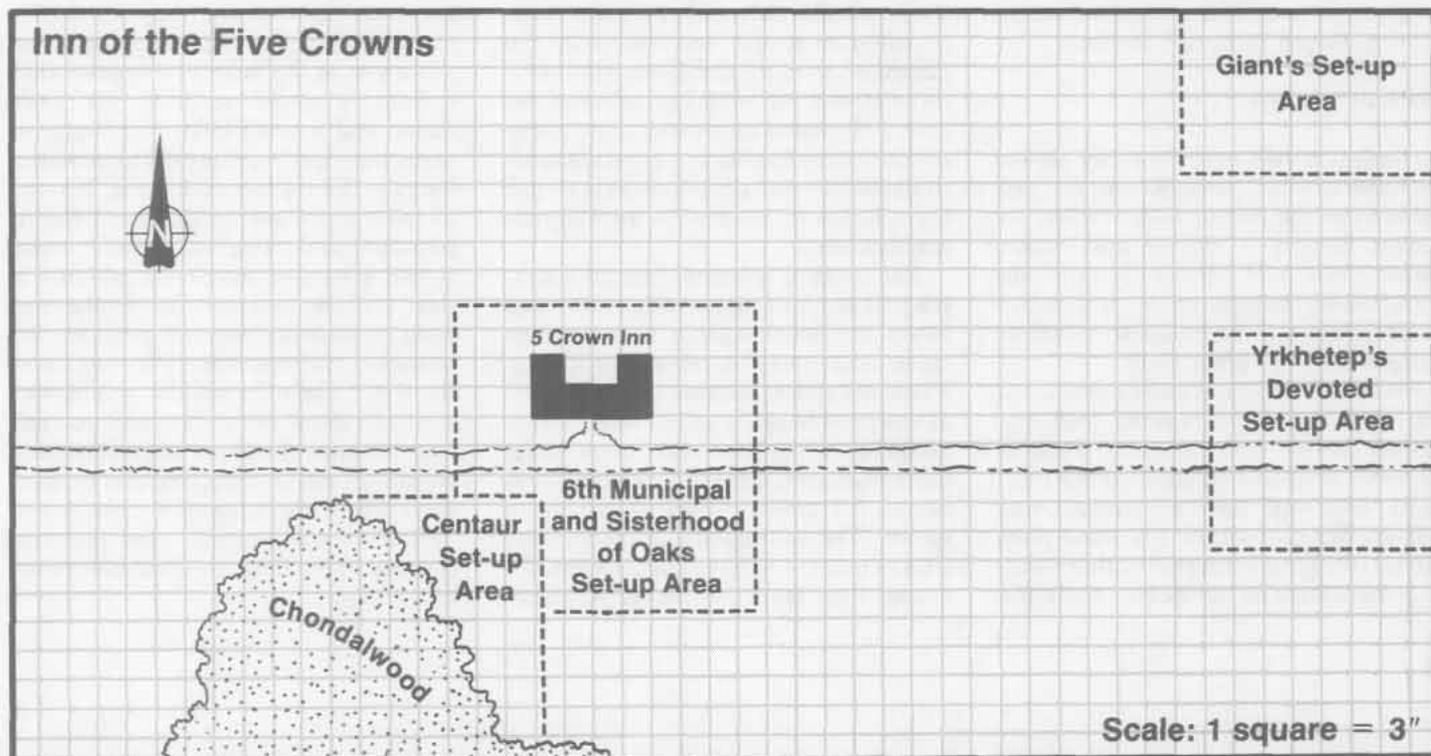 Inn of the Five Crowns
Giant's Set-up
Area
N
5 Crown Inn
Yrkhetep's
Devoted
Set-up Area
6th Municipal
and Sisterhood
of Oaks
Set-up Area
Centaur
Set-up
Area
Chondalwood
Scale: 1 square = 3"